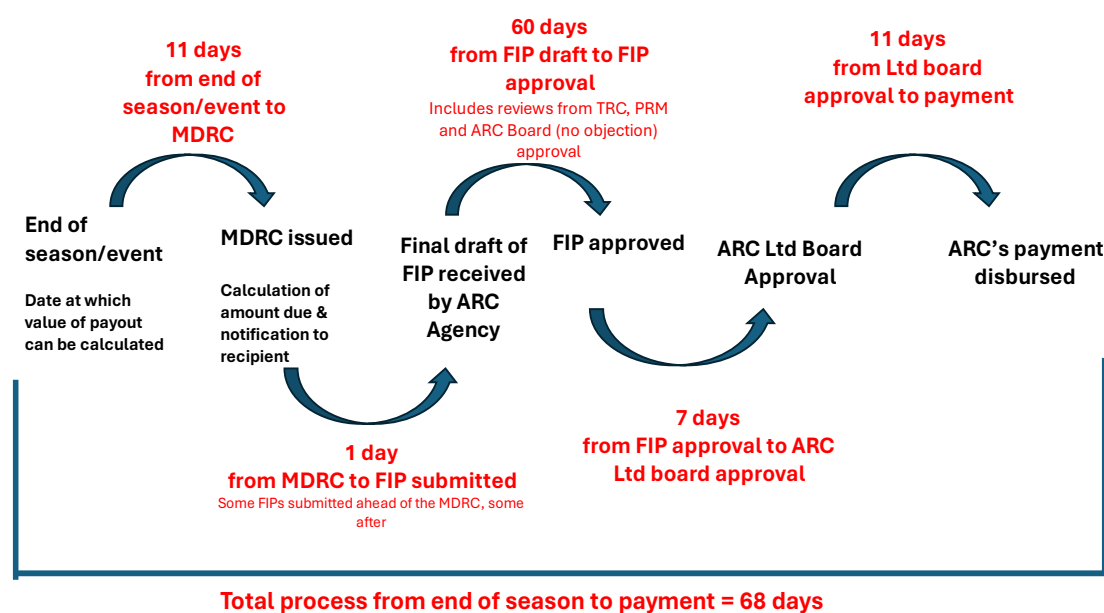 11 days
from end of
season/event to
MDRC
60 days
from FIP draft to FIP
approval
Includes reviews from TRC, PRM
and ARC Board (no objection)
approval
11 days
from Ltd board
approval to payment
End of
season/event
Date at which
value of payout
can be calculated
MDRC issued
Calculation of
amount due &
notification to
recipient
Final draft of
FIP received
by ARC
Agency
FIP approved
ARC Ltd Board
Approval
ARC’s payment
disbursed
1 day
from MDRC to FIP submitted
Some FIPs submitted ahead of the MDRC, some
after
7 days
from FIP approval to ARC
Ltd board approval
Total process from end of season to payment = 68 days